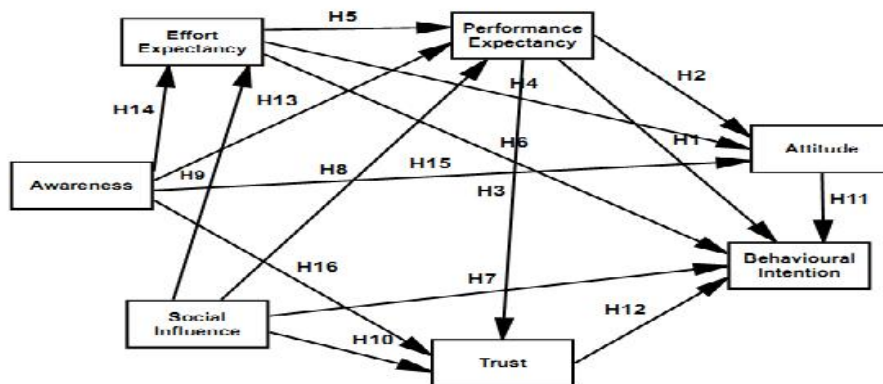 H5
Effort
Expectancy
Performance
Expectancy
H2
H13
H4
H14
H1
H6
Attitude
H15
H8
H9
Awareness
H3
H11
H16
Behavioural
Intention
H7
Social
Influence
H12
H10
Trust